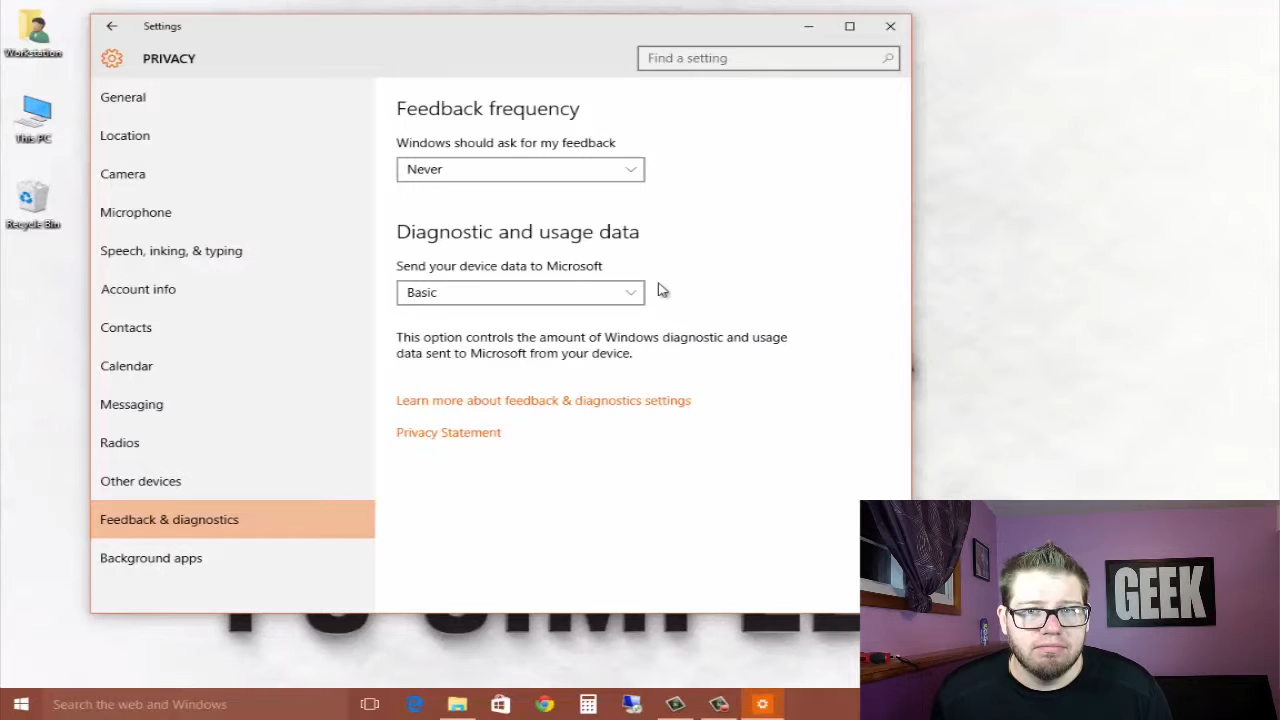 Workstation
This PC
Recycle Bin
Settings
PRIVACY
Find a setting
General
Location
Camera
Microphone
Speech, inking, & typing
Account info
Contacts
Calendar
Messaging
Radios
Other devices
Feedback & diagnostics
Background apps
Feedback frequency
Windows should ask for my feedback
Never
Diagnostic and usage data
Send your device data to Microsoft
Basic
This option controls the amount of Windows diagnostic and usage
data sent to Microsoft from your device.
Learn more about feedback & diagnostics settings
Privacy Statement
GEEK
Search the web and Windows